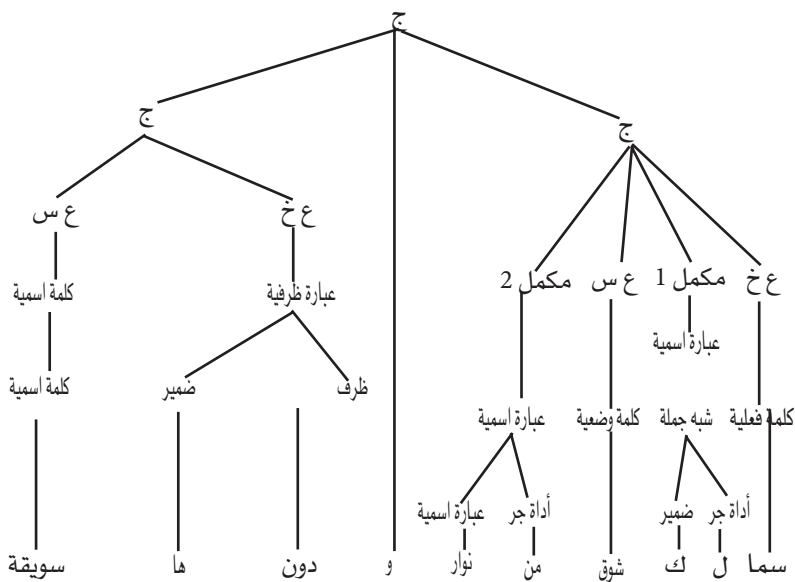 ج
ج ج
ع خ ع س
ع خ مكمل 1 ع س مكمل 2
عبارة ظرفية كلمة اسمية
عبارة اسمية
ظرف ضمير كلمة اسمية
كلمة فعلية شبه جملة كلمة وضعية عبارة اسمية
أداة جر ضمير أداة جر عبارة اسمية
سما ل ك شوق من نوار و دون ها سويقة